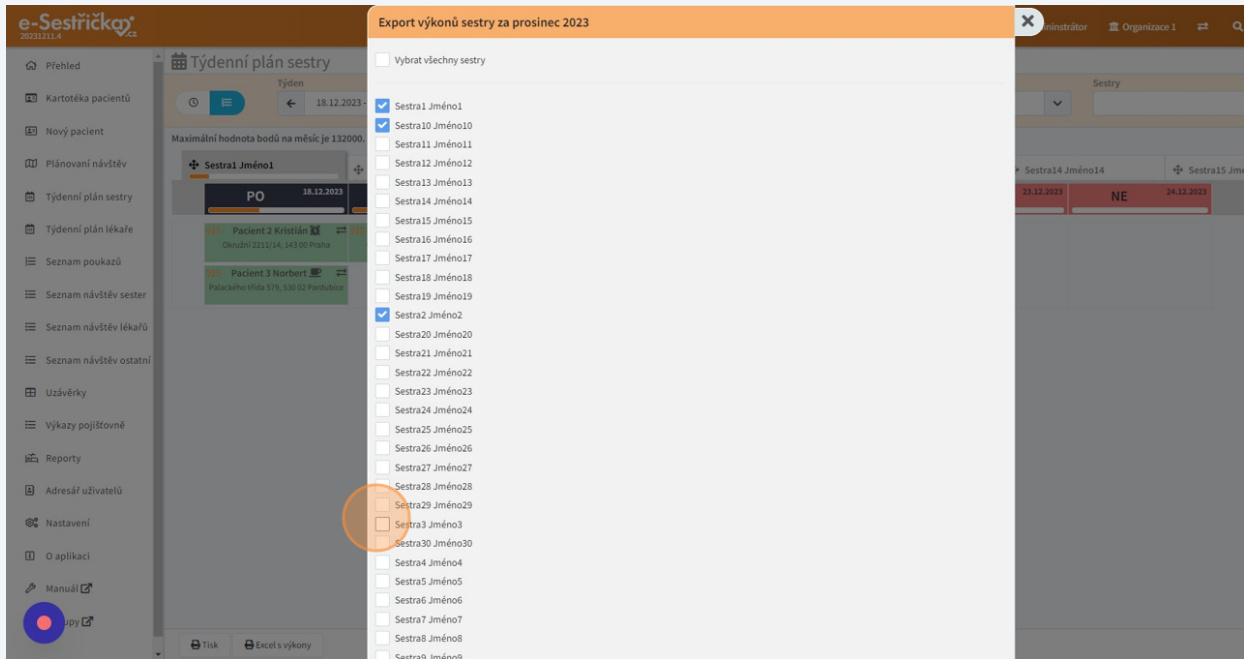 e-Sestřička.cz
20231211.4
Přehled
Kartotéka pacientů
Nový pacient
Plánovaní návštěv
Týdenní plán sestry
Týdenní plán lékaře
Seznam poukazů
Seznam návštěv sester
Seznam návštěv lékařů
Seznam návštěv ostatní
Uzávěrky
Výkazy pojišťovně
Reporty
Adresář uživatelů
Nastavení
O aplikaci
Manuál
Týdenní plán sestry
Týden
18.12.2023 -
Maximální hodnota bodů na měsíc je 132000.
Sestra1 Jméno1
PO 18.12.2023
Pacient 2 Kristián
Okružní 2211/14, 143 00 Praha
Pacient 3 Norbert
Palackého třída 579, 530 02 Pardubice
Tisk
Excel s výkony
Export výkonů sestry za prosinec 2023
Vybrat všechny sestry
Sestra1 Jméno1
Sestra10 Jméno10
Sestra11 Jméno11
Sestra12 Jméno12
Sestra13 Jméno13
Sestra14 Jméno14
Sestra15 Jméno15
Sestra16 Jméno16
Sestra17 Jméno17
Sestra18 Jméno18
Sestra19 Jméno19
Sestra2 Jméno2
Sestra20 Jméno20
Sestra21 Jméno21
Sestra22 Jméno22
Sestra23 Jméno23
Sestra24 Jméno24
Sestra25 Jméno25
Sestra26 Jméno26
Sestra27 Jméno27
Sestra28 Jméno28
Sestra29 Jméno29
Sestra3 Jméno3
Sestra30 Jméno30
Sestra4 Jméno4
Sestra5 Jméno5
Sestra6 Jméno6
Sestra7 Jméno7
Sestra8 Jméno8
Sestra9 Jméno9
Organizace 1
Sestry
Sestra14 Jméno14
Sestra15 Jmé
23.12.2023
NE 24.12.2023